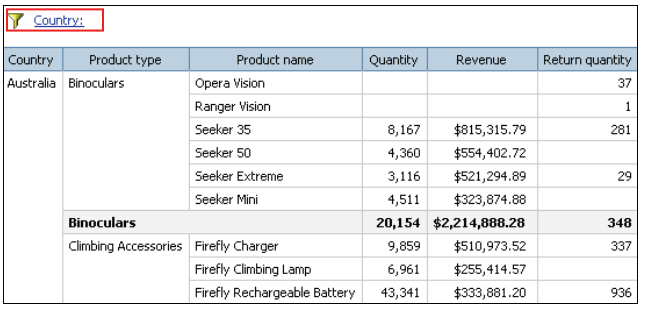 Country:
Country Product type Product name Quantity Revenue Return quantity
Australia Binoculars Opera Vision 37
Ranger Vision 1
Seeker 35 8,167 $815,315.79 281
Seeker 50 4,360 $554,402.72
Seeker Extreme 3,116 $521,294.89 29
Seeker Mini 4,511 $323,874.88
Binoculars 20,154 $2,214,888.28 348
Climbing Accessories Firefly Charger 9,859 $510,973.52 337
Firefly Climbing Lamp 6,961 $255,414.57
Firefly Rechargeable Battery 43,341 $333,881.20 936